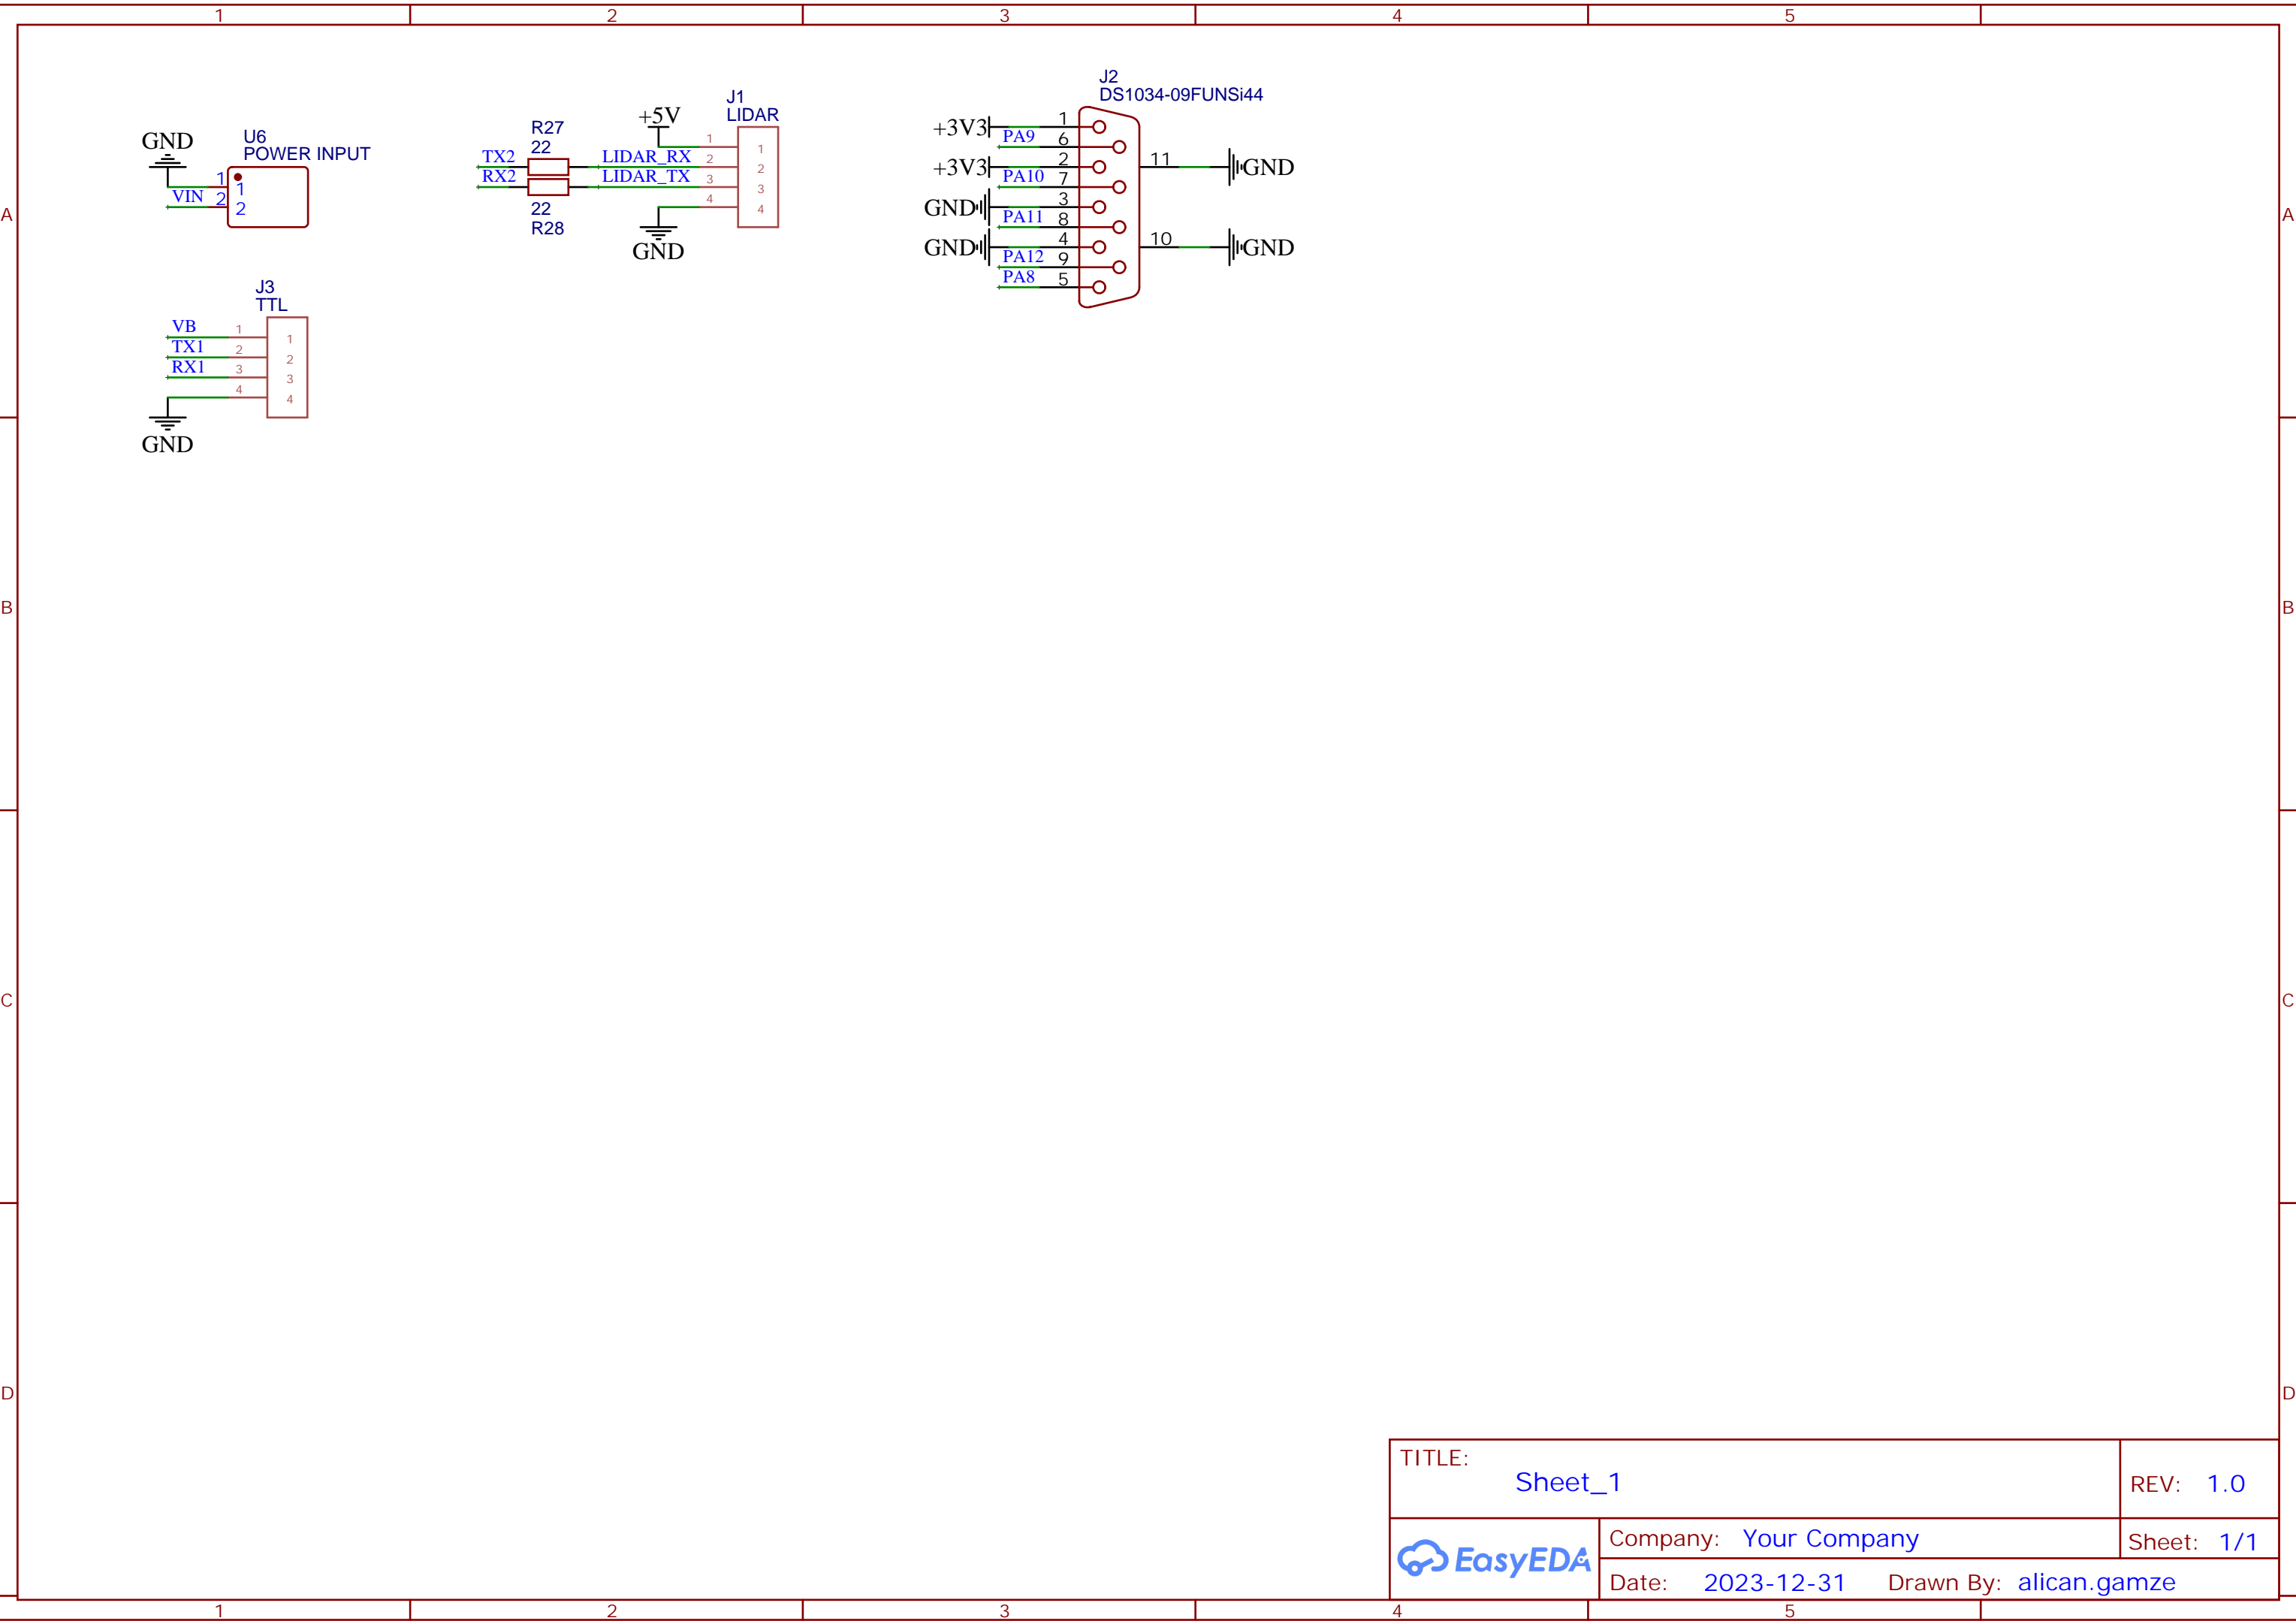 1 2 3 4 5
A A
B B
C C
D D
GND
U6
POWER INPUT
1 1
VIN 2 2
J3
TTL
VB 1 1
TX1 2 2
RX1 3 3
4 4
GND
R27
22
TX2 LIDAR_RX
RX2 LIDAR_TX
22
R28
+5V
J1
LIDAR
1 1
2 2
3 3
4 4
GND
J2
DS1034-09FUNSi44
+3V3 1
PA9 6
+3V3 2
PA10 7
GND 3
PA11 8
GND 4
PA12 9
PA8 5
11 GND
10 GND
TITLE:
Sheet_1
REV: 1.0
EasyEDA
Company: Your Company
Sheet: 1/1
Date: 2023-12-31 Drawn By: alican.gamze
1 2 3 4 5